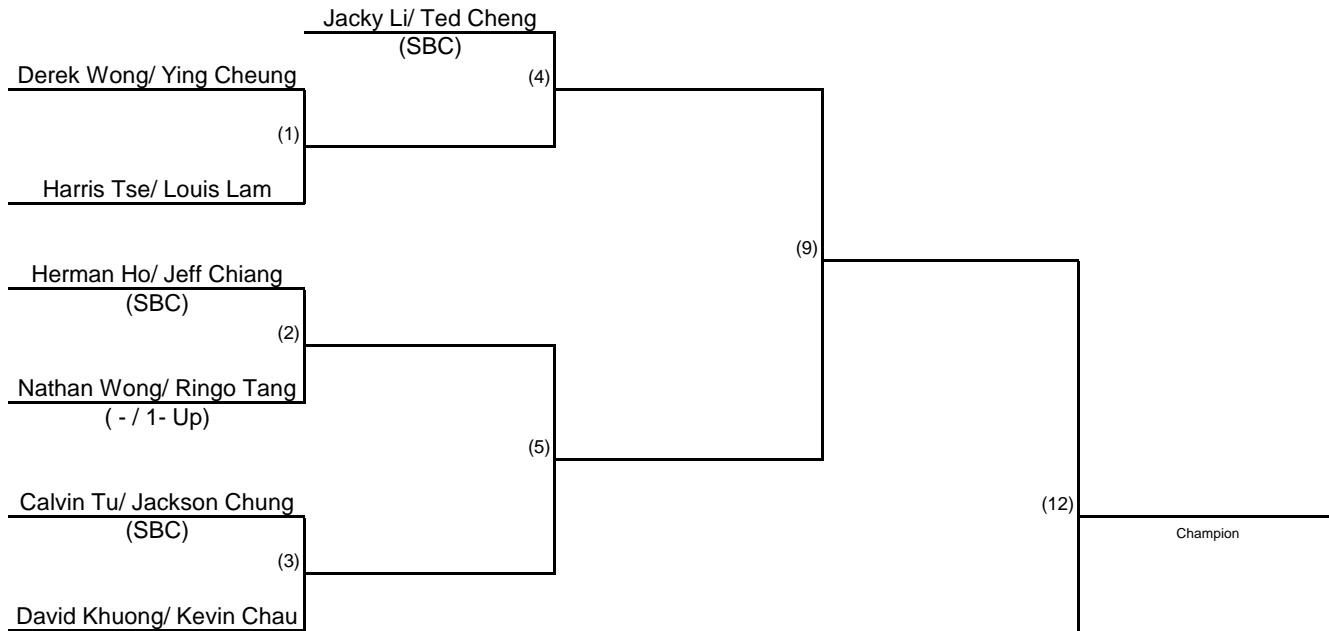 Jacky Li/ Ted Cheng
(SBC)
Derek Wong/ Ying Cheung
(4)
(1)
Harris Tse/ Louis Lam
(9)
Herman Ho/ Jeff Chiang
(SBC)
(2)
Nathan Wong/ Ringo Tang
( - / 1- Up)
(5)
Calvin Tu/ Jackson Chung
(12)
(SBC)
Champion
(3)
David Khuong/ Kevin Chau